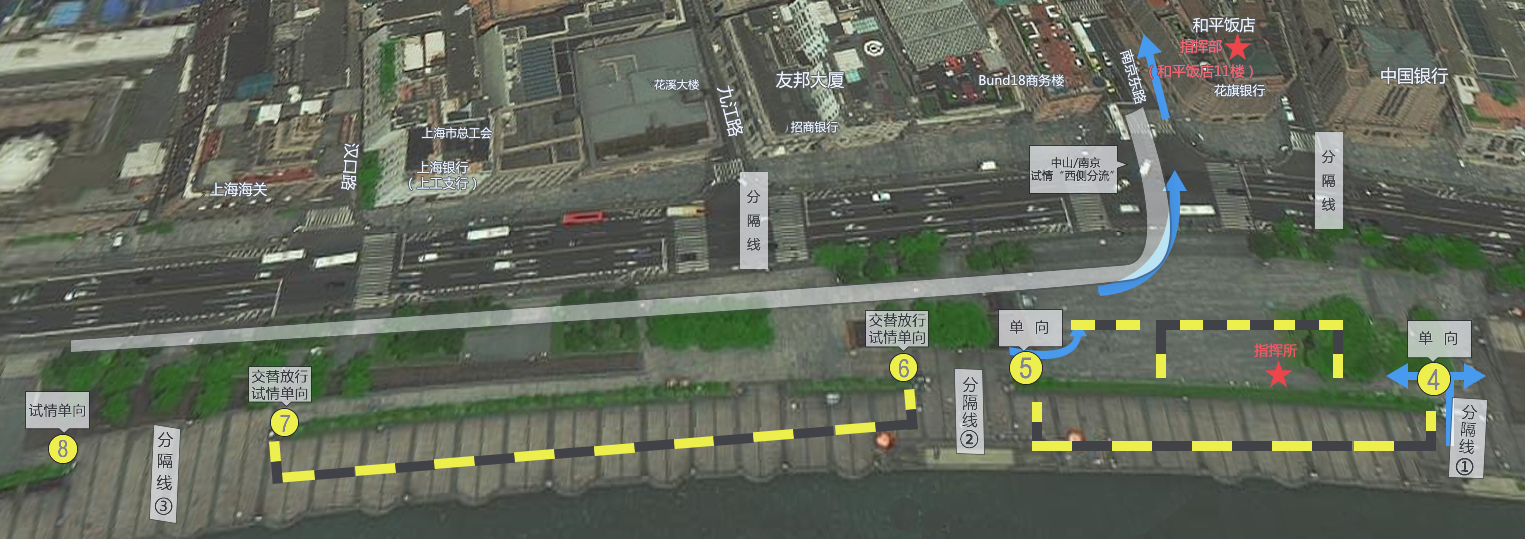 和平饭店
指挥部
（和平饭店11楼）
花旗银行
中国银行
南京东路
Bund18商务楼
花溪大楼
九江路
友邦大厦
招商银行
上海市总工会
上海银行
（上工支行）
汉口路
上海海关
中山/南京
试情“西侧分流”
分隔线
分隔线
交替放行
试情单向
6
单 向
5
指挥所
单 向
4
交替放行
试情单向
7
试情单向
8
分隔线③
分隔线②
分隔线①